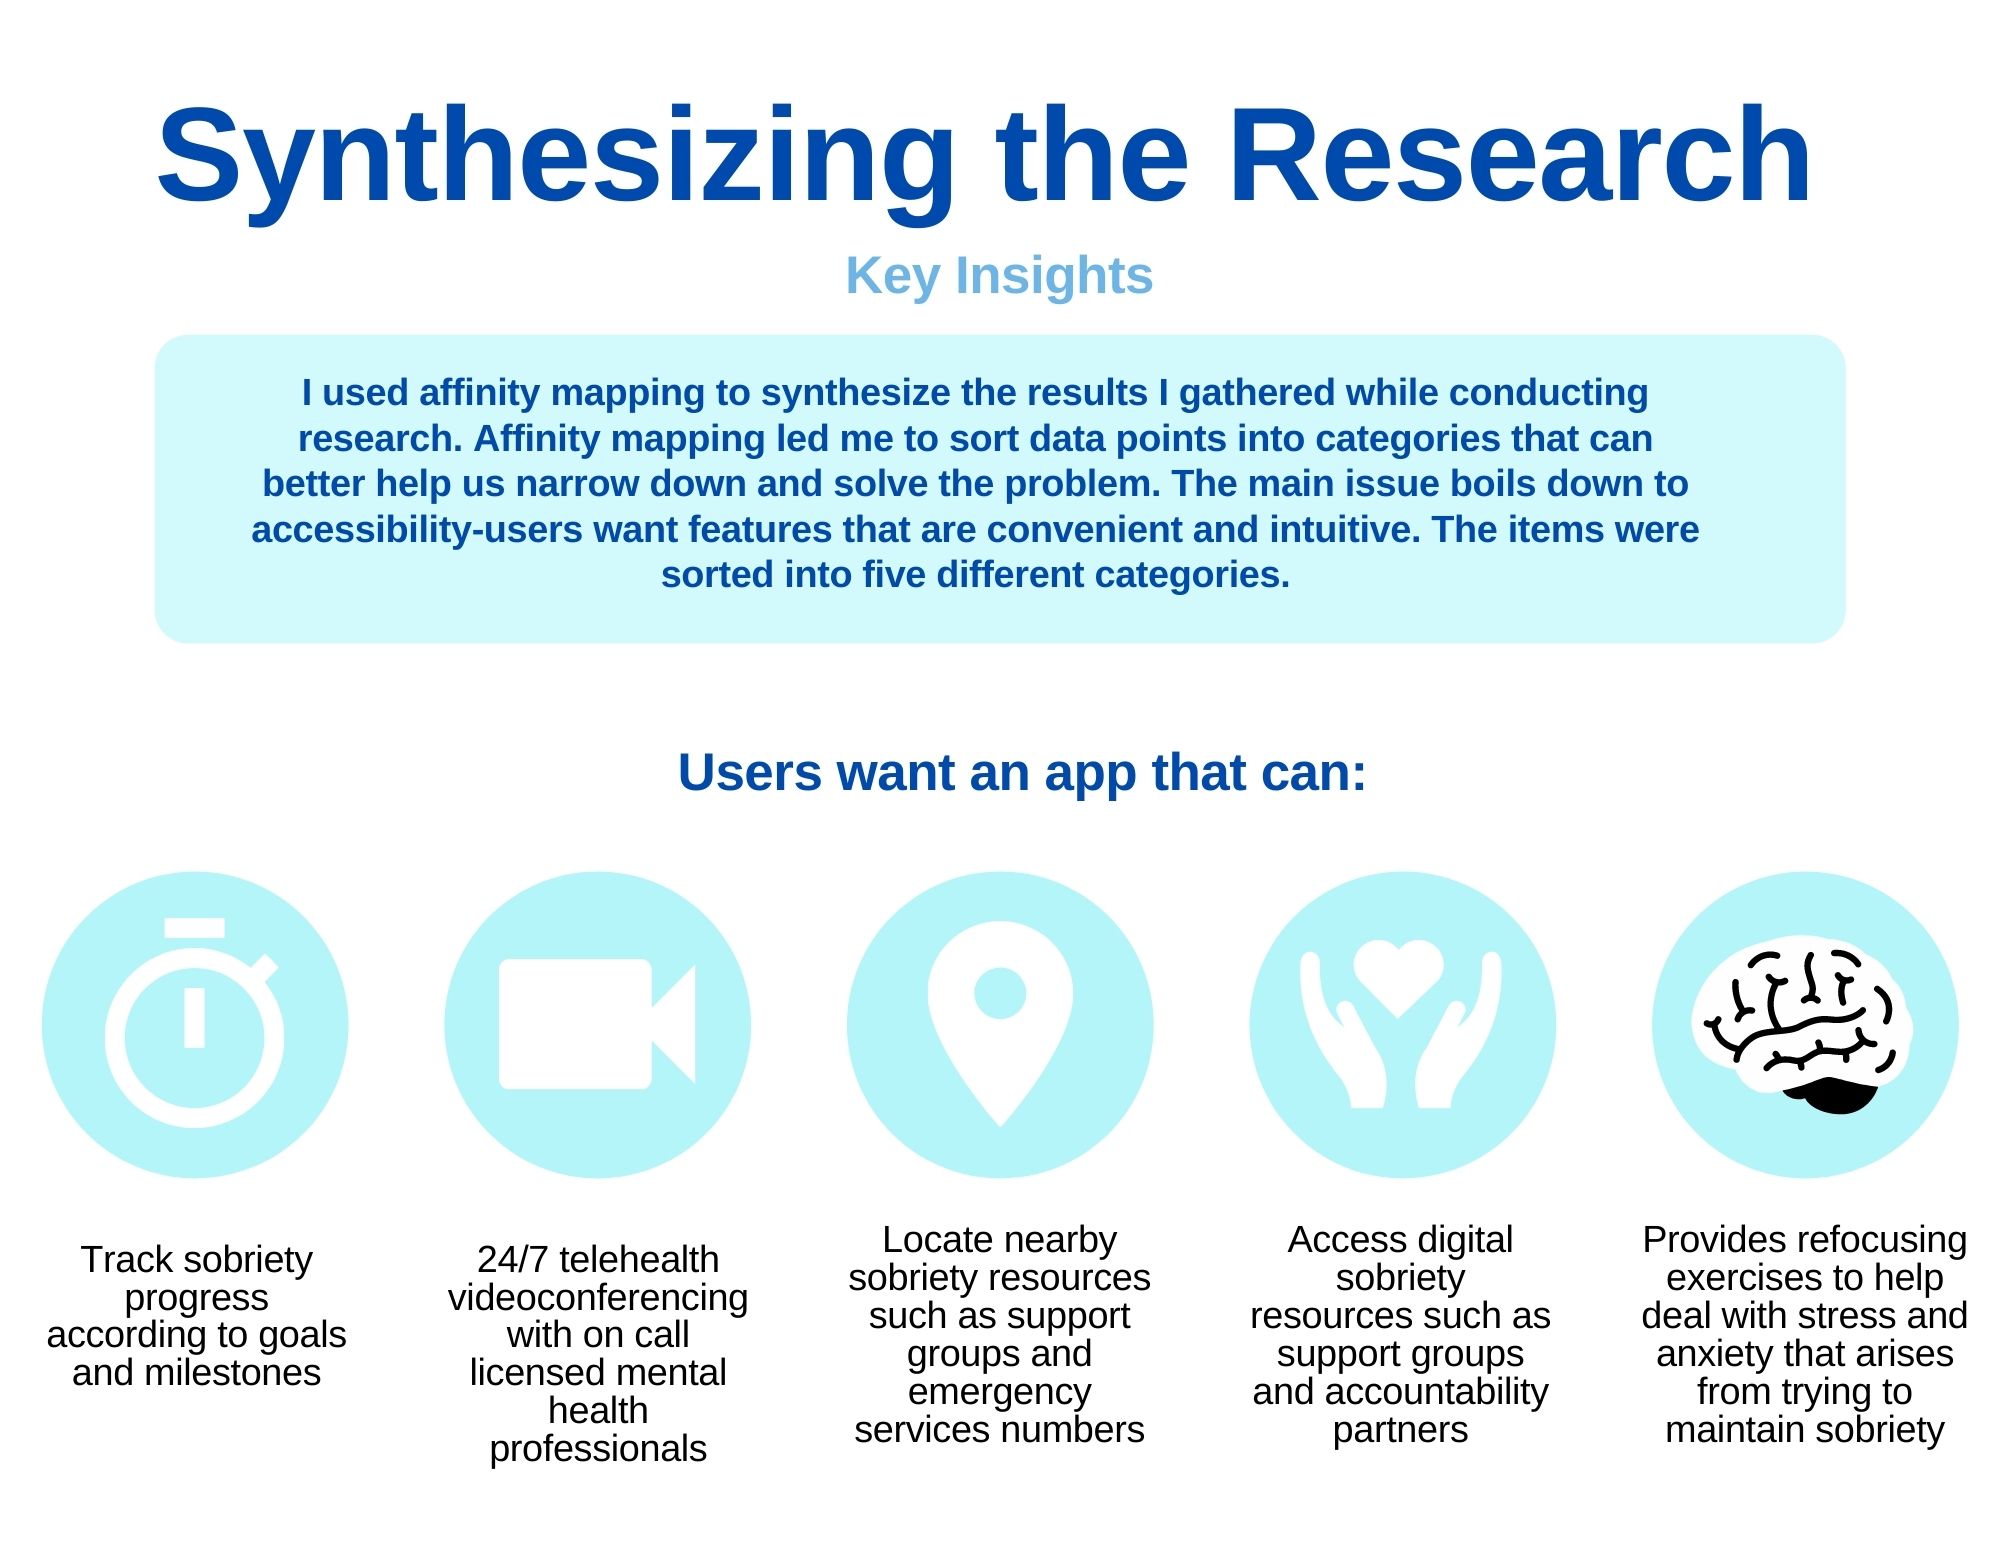 Synthesizing the Research
Key Insights
I used affinity mapping to synthesize the results I gathered while conducting
research. Affinity mapping led me to sort data points into categories that can
better help us narrow down and solve the problem. The main issue boils down to
accessibility-users want features that are convenient and intuitive. The items were
sorted into five different categories.
Users want an app that can:
Track sobriety
progress
according to goals
and milestones
24/7 telehealth
videoconferencing
with on call
licensed mental
health
professionals
Locate nearby
sobriety resources
such as support
groups and
emergency
services numbers
Access digital
sobriety
resources such as
support groups
and accountability
partners
Provides refocusing
exercises to help
deal with stress and
anxiety that arises
from trying to
maintain sobriety